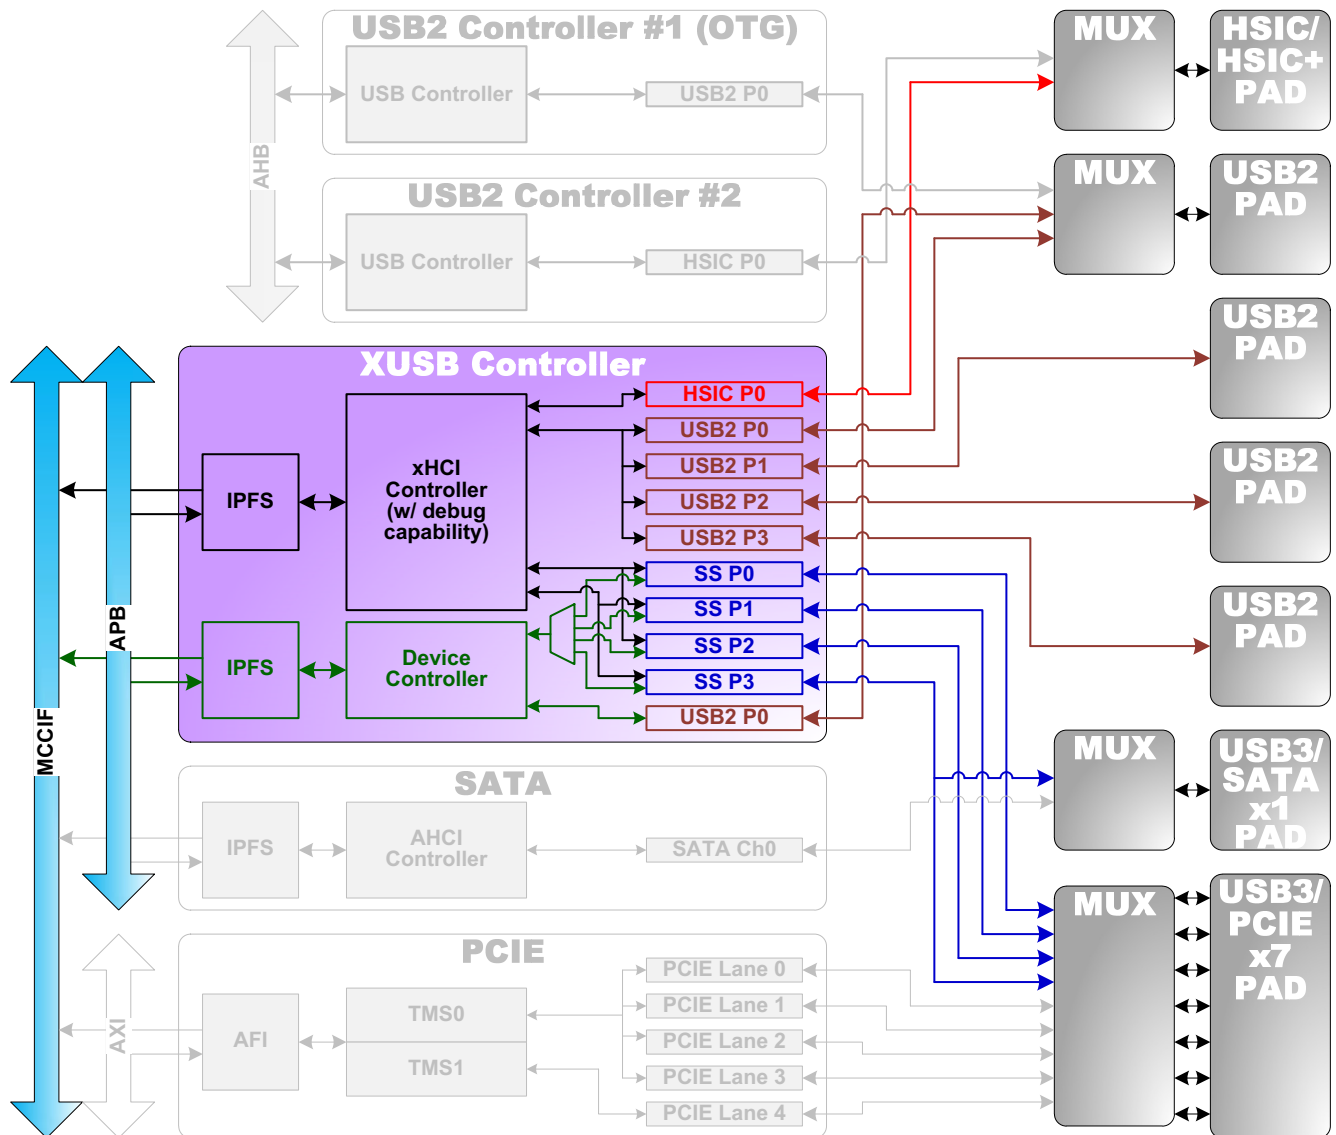 USB2 Controller #1 (OTG)
USB Controller
USB2 P0
AHB
USB2 Controller #2
USB Controller
HSIC P0
MUX
HSIC/
HSIC+
PAD
MUX
USB2
PAD
USB2
PAD
USB2
PAD
USB2
PAD
MCCIF
APB
XUSB Controller
IPFS
xHCI
Controller
(w/ debug
capability)
HSIC P0
USB2 P0
USB2 P1
USB2 P2
USB2 P3
SS P0
SS P1
SS P2
SS P3
USB2 P0
IPFS
Device
Controller
SATA
IPFS
AHCI
Controller
SATA Ch0
MUX
USB3/
SATA
x1
PAD
AXI
PCIE
AFI
TMS0
TMS1
PCIE Lane 0
PCIE Lane 1
PCIE Lane 2
PCIE Lane 3
PCIE Lane 4
MUX
USB3/
PCIE
x7
PAD